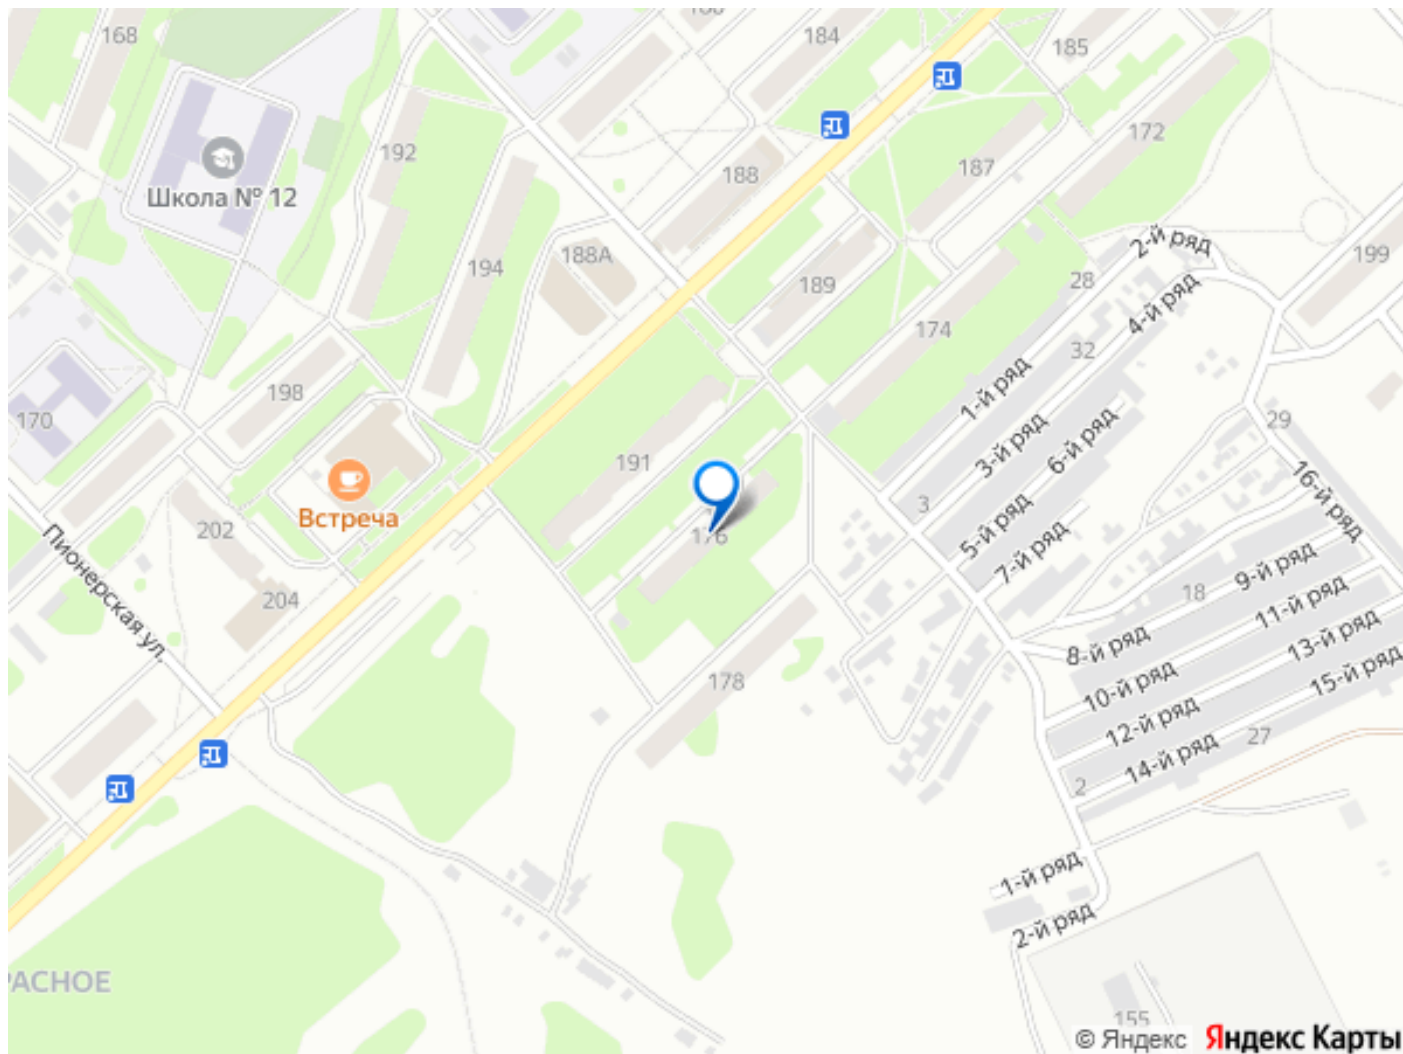 168
184
185
192
172
188
187
Школа № 12
2-й ряд
199
194
188А
28
189
4-й ряд
174
32
1-й ряд
198
170
29
6-й ряд
3-й ряд
191
16-й ряд
Встреча
3
5-й ряд
202
176
7-й ряд
9-й ряд
Пионерская ул.
204
18
11-й ряд
8-й ряд
13-й ряд
178
10-й ряд
15-й ряд
12-й ряд
27
14-й ряд
2
1-й ряд
2-й ряд
РАСНОЕ
155
© Яндекс Яндекс Карты